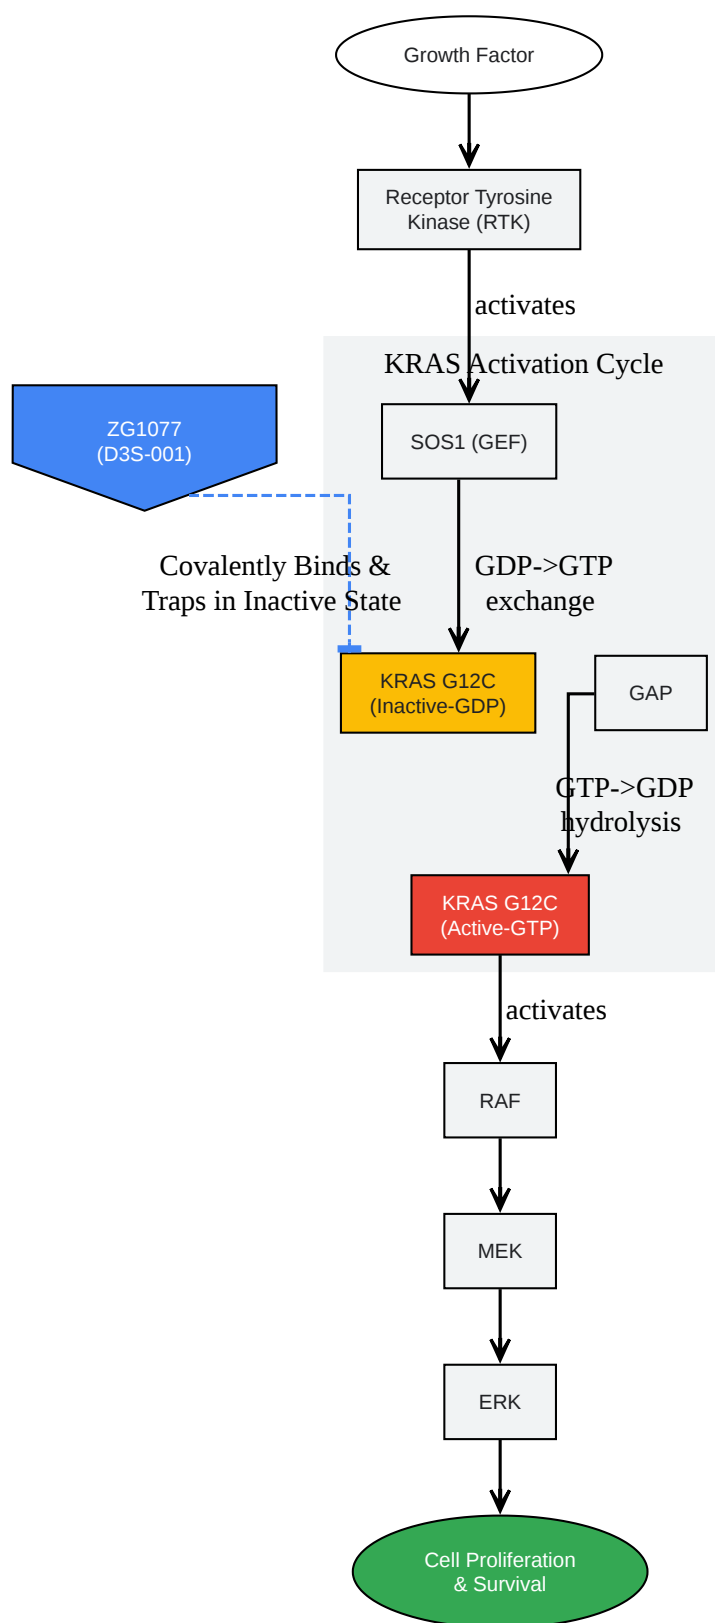 Growth Factor
Receptor Tyrosine
Kinase (RTK)
activates
KRAS Activation Cycle
ZG1077
(D3S-001)
SOS1 (GEF)
Covalently Binds &
Traps in Inactive State
GDP->GTP
exchange
KRAS G12C
(Inactive-GDP)
GAP
GTP->GDP
hydrolysis
KRAS G12C
(Active-GTP)
activates
RAF
MEK
ERK
Cell Proliferation
& Survival